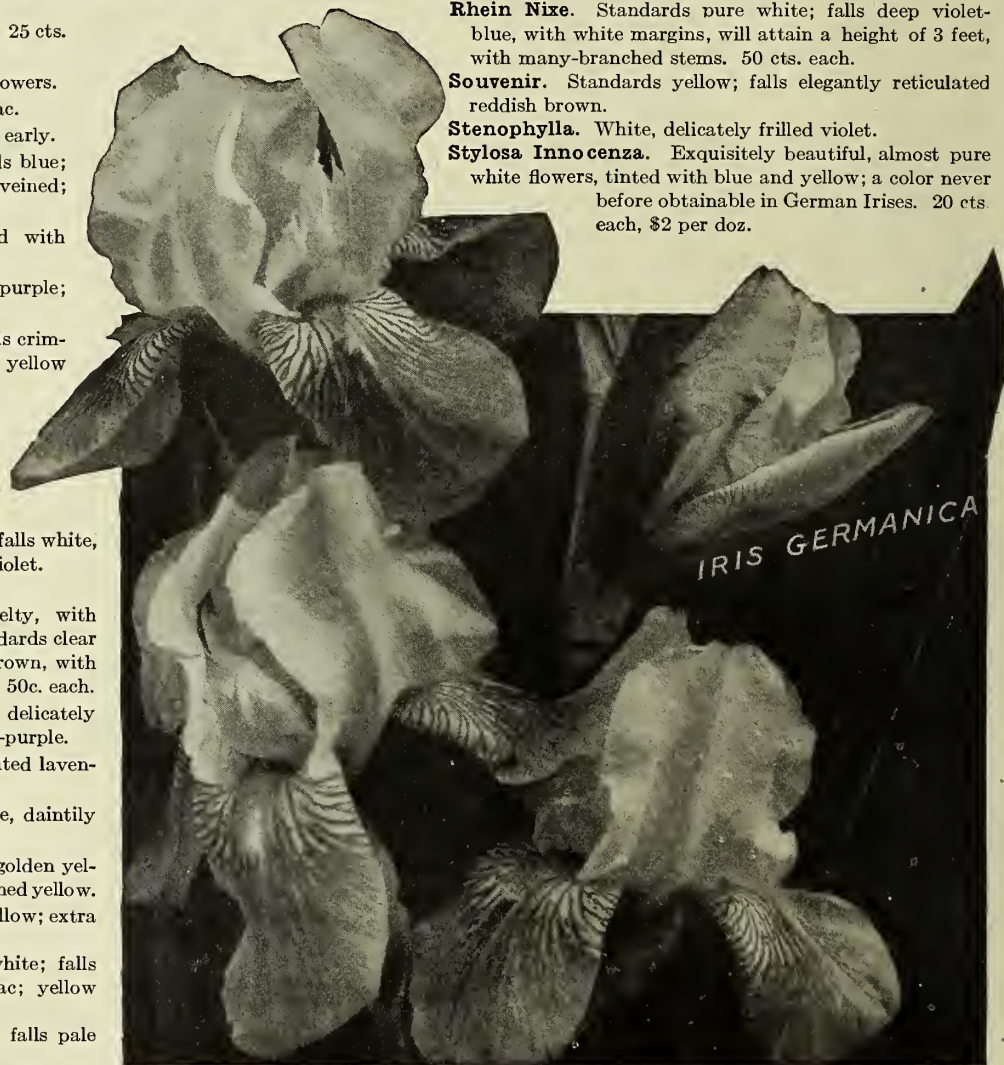 25 cts.
owers.
ac.
early.
ls blue;
veined;
d with
purple;
s crim-
yellow
falls white,
iolet.
elty, with
dards clear
rown, with
50c. each.
delicately
-purple.
ted laven-
e, daintily
golden yel-
hed yellow.
llow; extra
white; falls
ac; yellow
falls pale
Rhein Nixe. Standards pure white; falls deep violet-
blue, with white margins, will attain a height of 3 feet,
with many-branched stems. 50 cts. each.
Souvenir. Standards yellow; falls elegantly reticulated
reddish brown.
Stenophylla. White, delicately frilled violet.
Stylosa Innocenza. Exquisitely beautiful, almost pure
white flowers, tinted with blue and yellow; a color never
before obtainable in German Irises. 20 cts.
each, $2 per doz.
IRIS GERMANICA